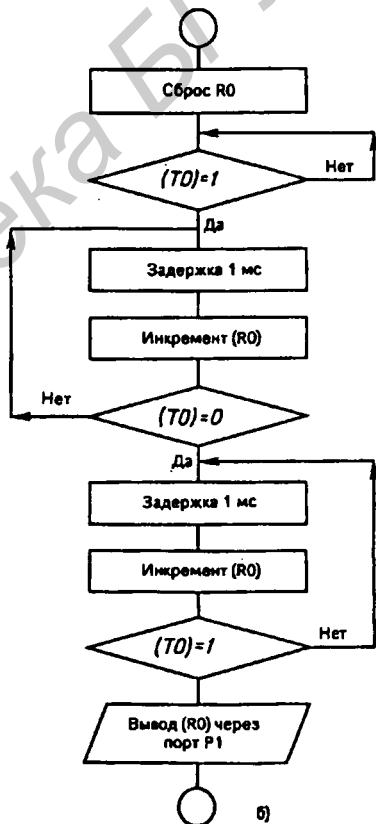 Сброс R0
(T0)=1
Нет
Да
Задержка 1 мс
Инкремент (R0)
Нет
(T0)=0
Да
Задержка 1 мс
Инкремент (R0)
(T0)=1
Нет
Вывод (R0) через
порт P1
б)